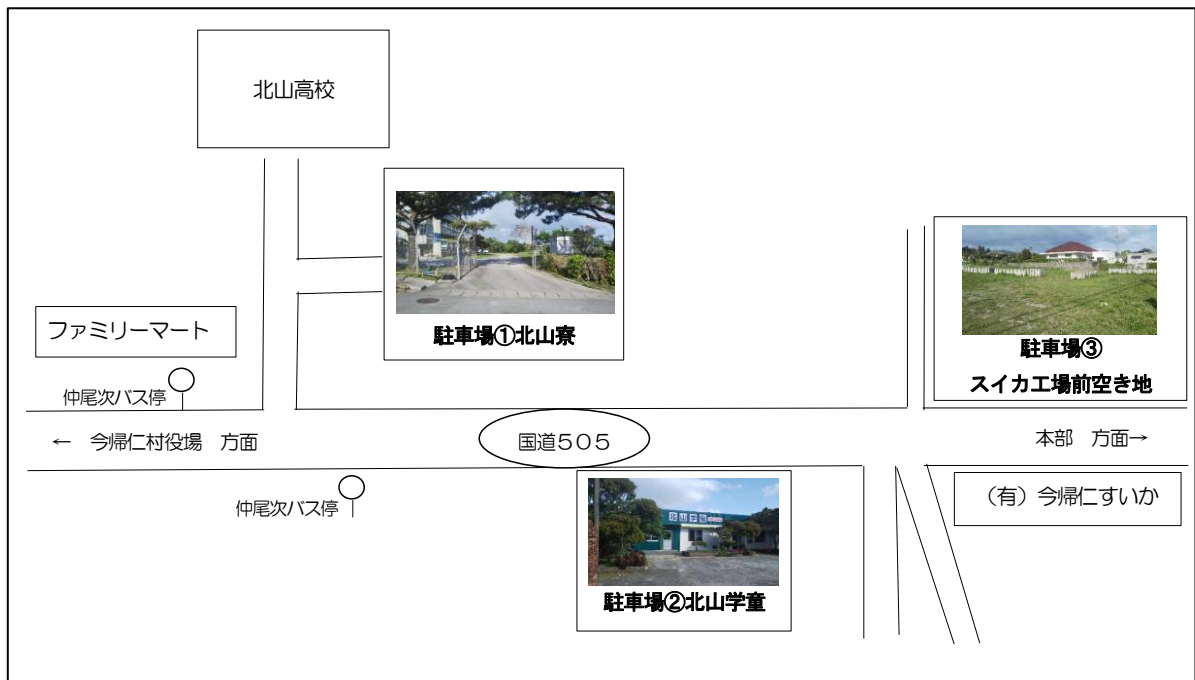 北山高校
駐車場①北山寮
ファミリーマート
駐車場③
スイカ工場前空き地
仲尾次バス停
← 今帰仁村役場 方面
国道505
本部 方面→
仲尾次バス停
(有)今帰仁すいか
北山学童
駐車場②北山学童